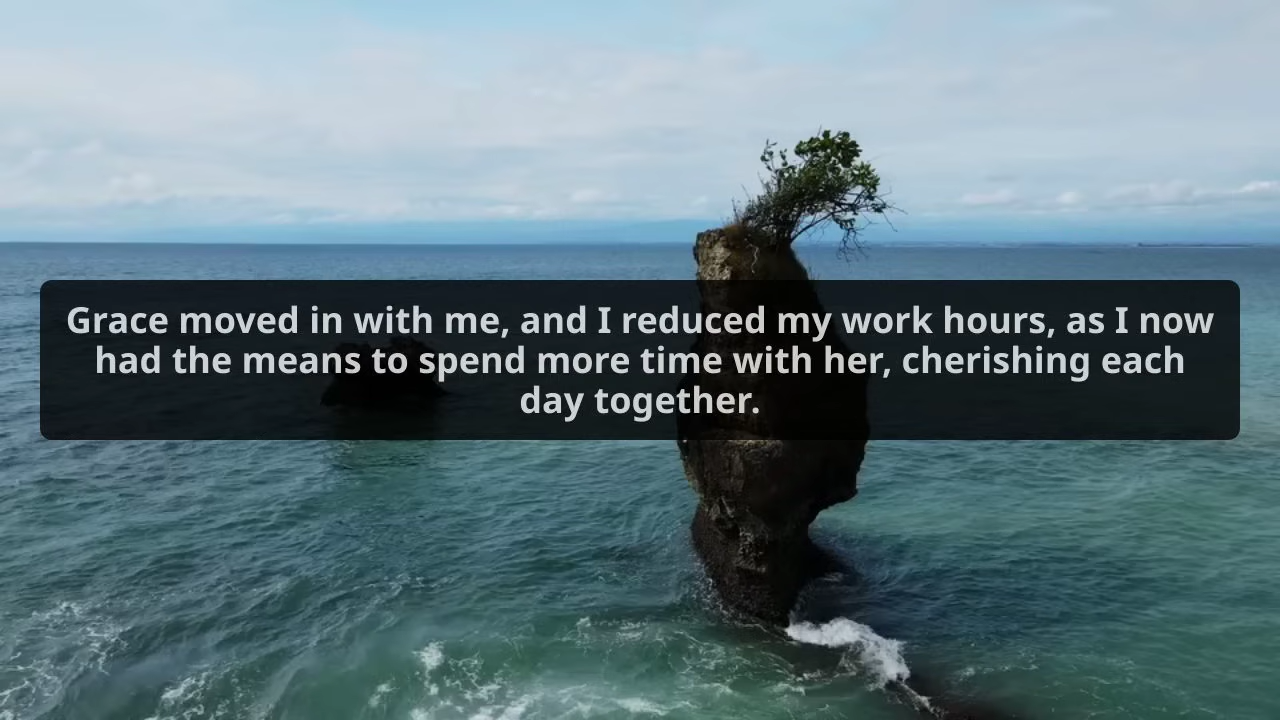 Grace moved in with me, and I reduced my work hours, as I now
had the means to spend more time with her, cherishing each
day together.